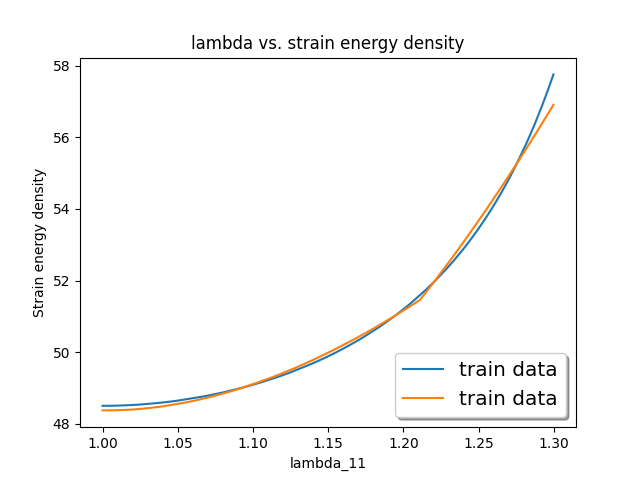 lambda vs. strain energy density
58
56
54
52
50
48
Strain energy density
train data
train data
1.00 1.05 1.10 1.15 1.20 1.25 1.30
lambda_11